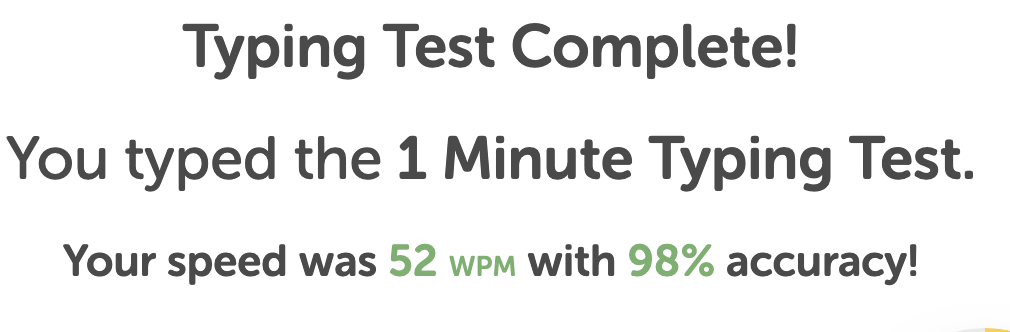 Typing Test Complete!
You typed the 1 Minute Typing Test.
Your speed was 52 WPM with 98% accuracy!